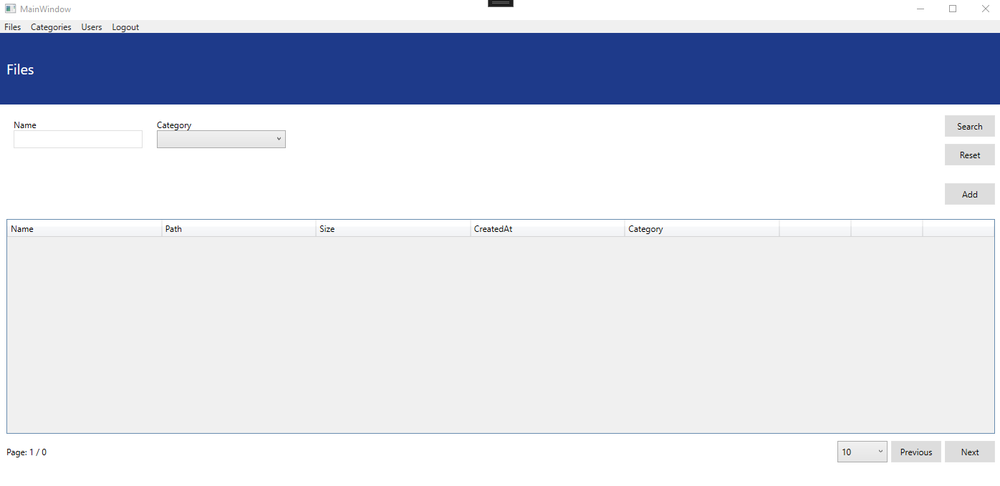 MainWindow
Files Categories Users Logout
Files
Name Category
Search
Reset
Add
Name Path Size CreatedAt Category
Page: 1 / 0 10 Previous Next